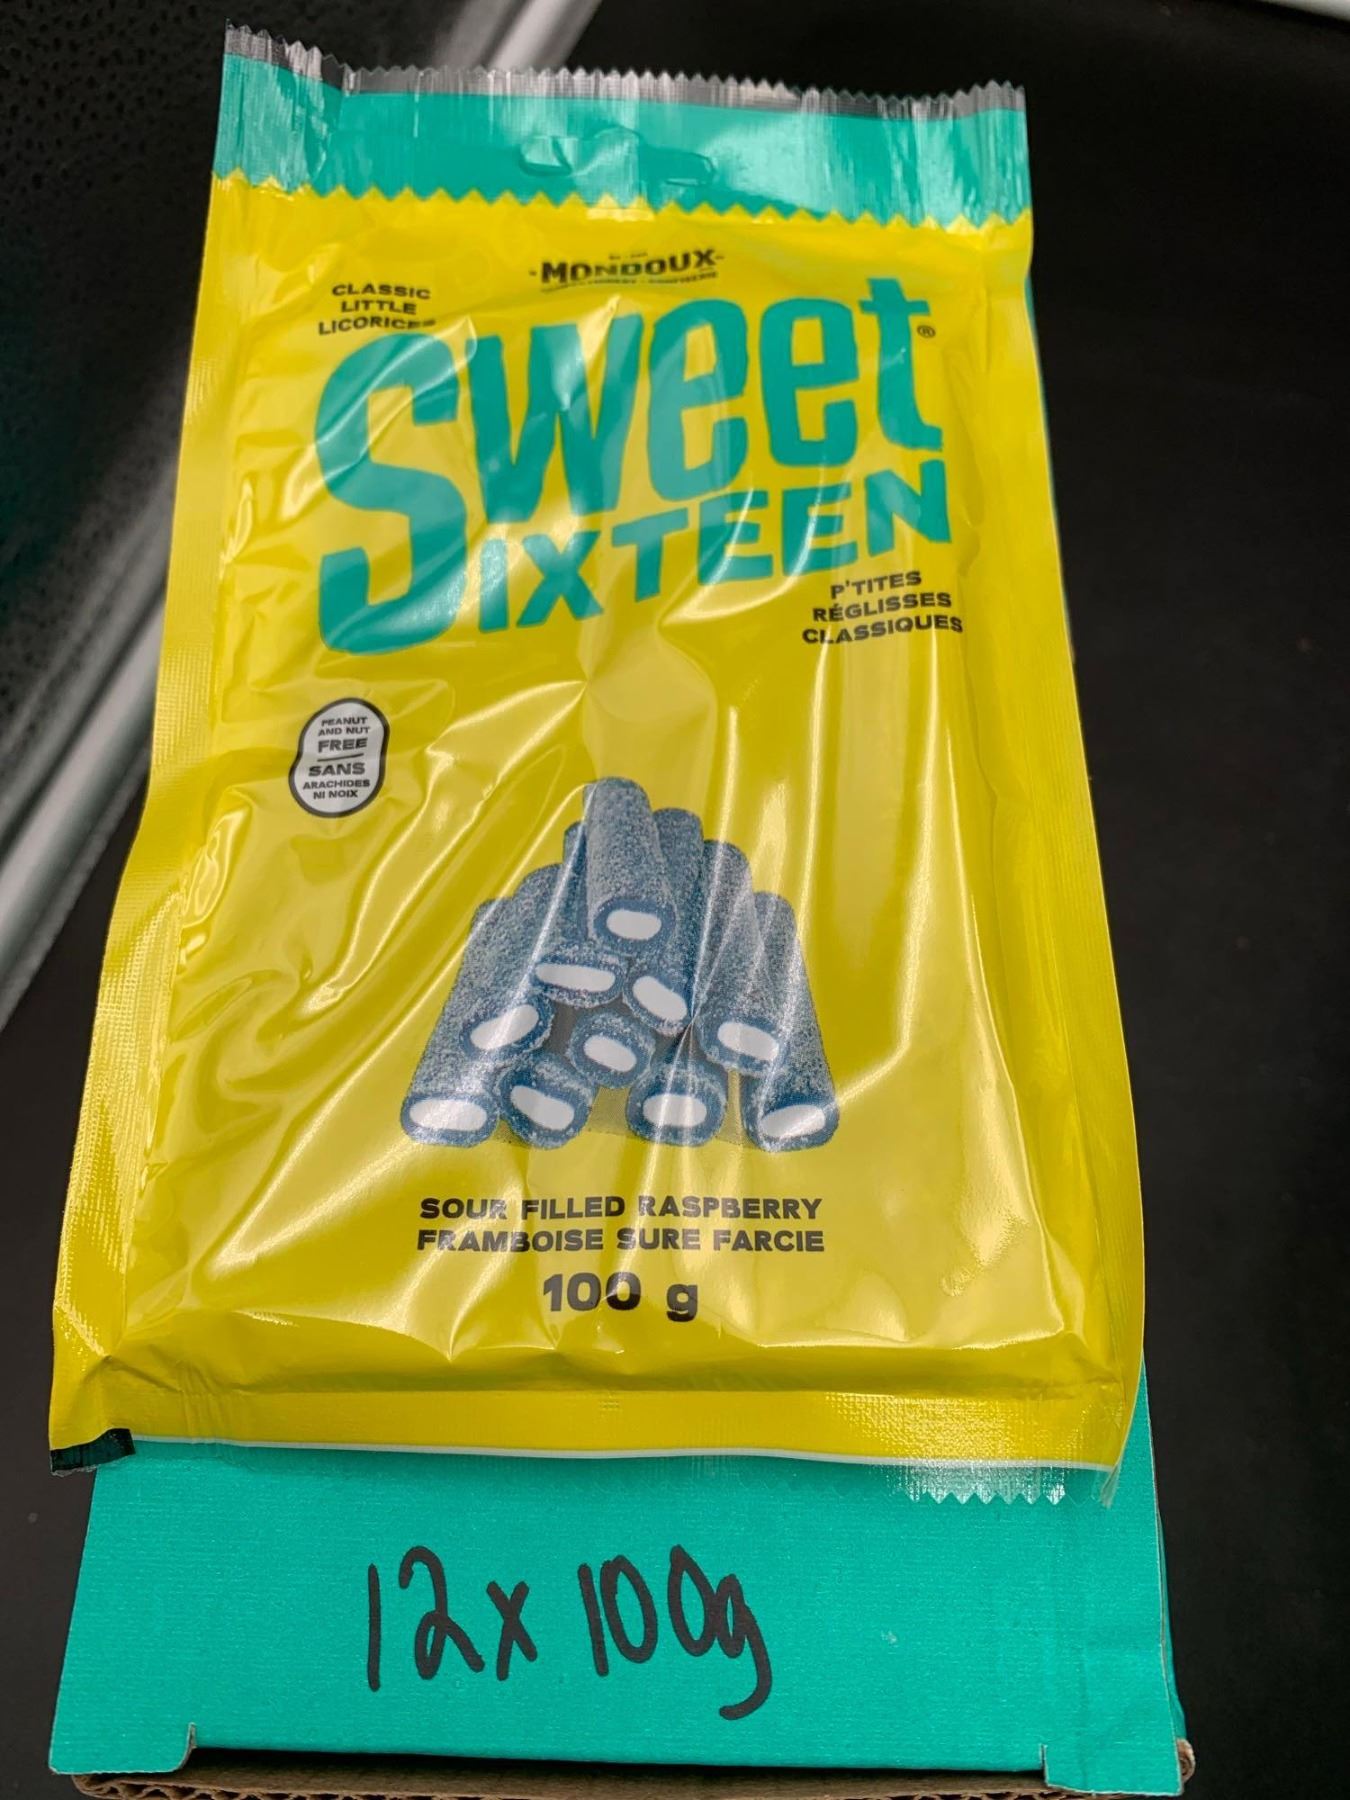 -MONDOUX-
CLASSIC
LITTLE
LICORICES
Sweet®
SIXTEEN
P'TITES
RÉGLISSES
CLASSIQUES
PEANUT
AND NUT
FREE
SANS
ARACHIDES
NI NOIX
SOUR FILLED RASPBERRY
FRAMBOISE SURE FARCIE
100 g
12x 100g